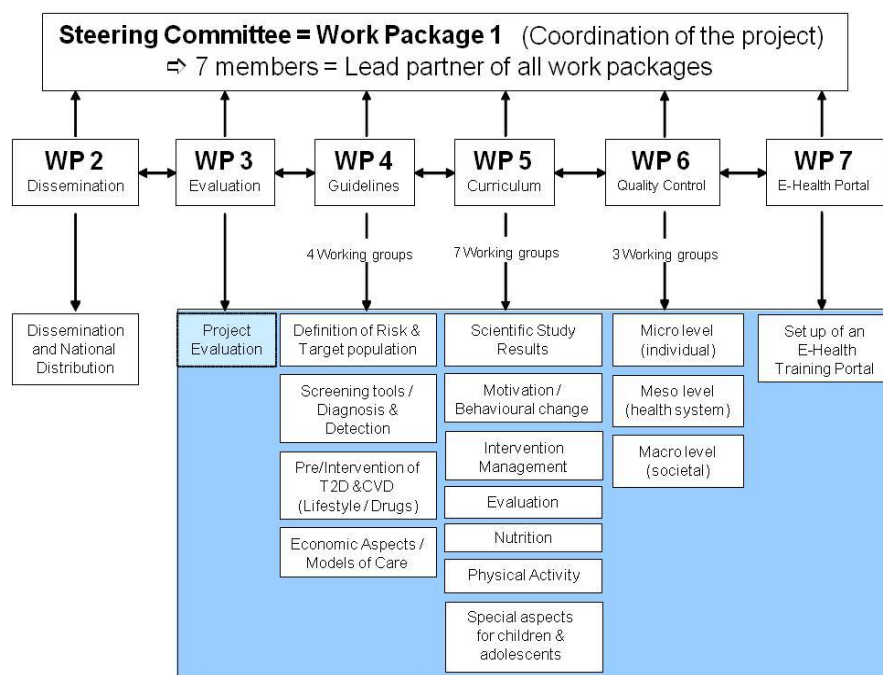 Steering Committee = Work Package 1 (Coordination of the project)
⇨ 7 members = Lead partner of all work packages
WP 2
Dissemination
WP 3
Evaluation
WP 4
Guidelines
WP 5
Curriculum
WP 6
Quality Control
WP 7
E-Health Portal
4 Working groups
7 Working groups
3 Working groups
Dissemination
and National
Distribution
Project
Evaluation
Definition of Risk &
Target population
Screening tools /
Diagnosis &
Detection
Pre/Intervention of
T2D &CVD
(Lifestyle / Drugs)
Economic Aspects /
Models of Care
Scientific Study
Results
Motivation /
Behavioural change
Intervention
Management
Evaluation
Nutrition
Physical Activity
Special aspects
for children &
adolescents
Micro level
(individual)
Meso level
(health system)
Macro level
(societal)
Set up of an
E-Health
Training Portal